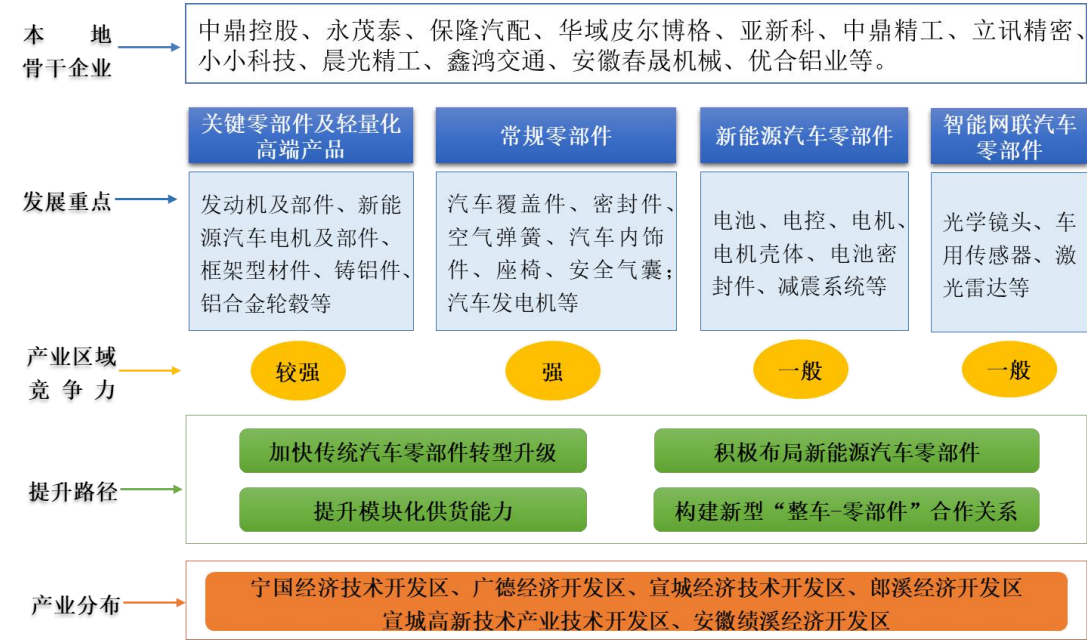 本地
骨干企业
中鼎控股、永茂泰、保隆汽配、华域皮尔博格、亚新科、中鼎精工、立讯精密、
小小科技、晨光精工、鑫鸿交通、安徽春晟机械、优合铝业等。
发展重点
关键零部件及轻量化
高端产品
发动机及部件、新能
源汽车电机及部件、
框架型材件、铸铝件、
铝合金轮毂等
常规零部件
汽车覆盖件、密封件、
空气弹簧、汽车内饰
件、座椅、安全气囊；
汽车发电机等
新能源汽车零部件
电池、电控、电机、
电机壳体、电池密
封件、减震系统等
智能网联汽车
零部件
光学镜头、车
用传感器、激
光雷达等
产业区域
竞争力
较强
强
一般
一般
提升路径
加快传统汽车零部件转型升级
积极布局新能源汽车零部件
提升模块化供货能力
构建新型“整车-零部件”合作关系
产业分布
宁国经济技术开发区、广德经济开发区、宣城经济技术开发区、郎溪经济开发区
宣城高新技术产业技术开发区、安徽绩溪经济开发区